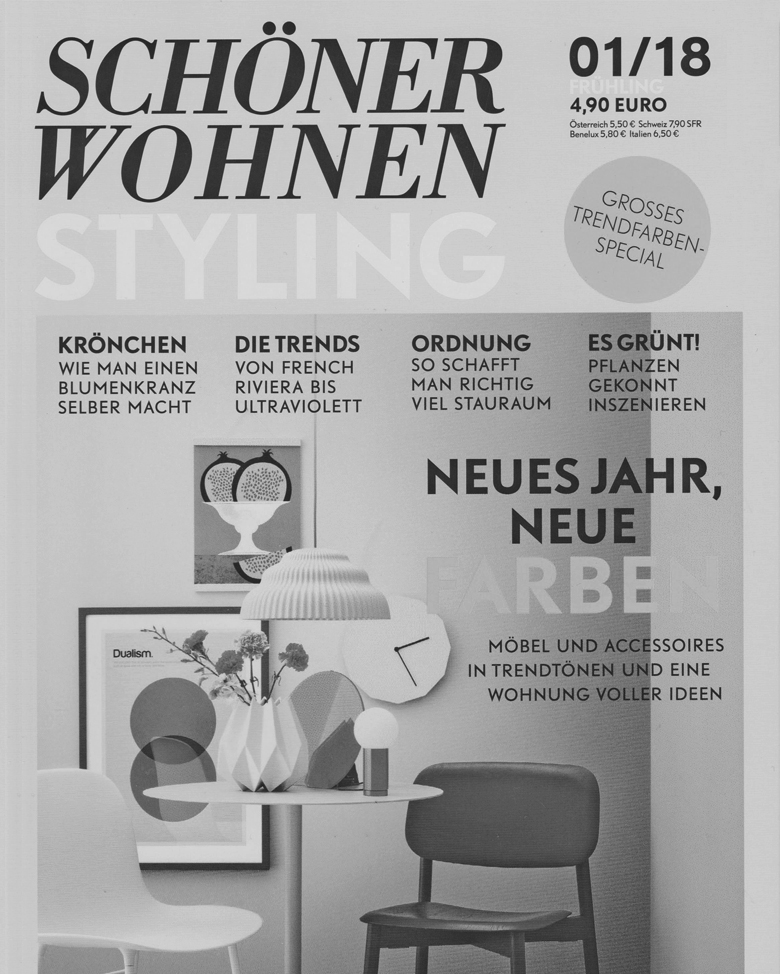 SCHÖNER
WOHNEN
STYLING
01/18
FRÜHLING
4,90 EURO
Österreich 5,50 € Schweiz 7,90 SFR
Benelux 5,80 € Italien 6,50 €
GROSSES
TRENDFARBEN-
SPECIAL
KRÖNCHEN
WIE MAN EINEN
BLUMENKRANZ
SELBER MACHT
DIE TRENDS
VON FRENCH
RIVIERA BIS
ULTRAVIOLETT
ORDNUNG
SO SCHAFFT
MAN RICHTIG
VIEL STAURAUM
ES GRÜNT!
PFLANZEN
GEKONNT
INSZENIEREN
NEUES JAHR,
NEUE
FARBEN
MÖBEL UND ACCESSOIRES
IN TRENDTÖNEN UND EINE
WOHNUNG VOLLER IDEEN
Dualism.